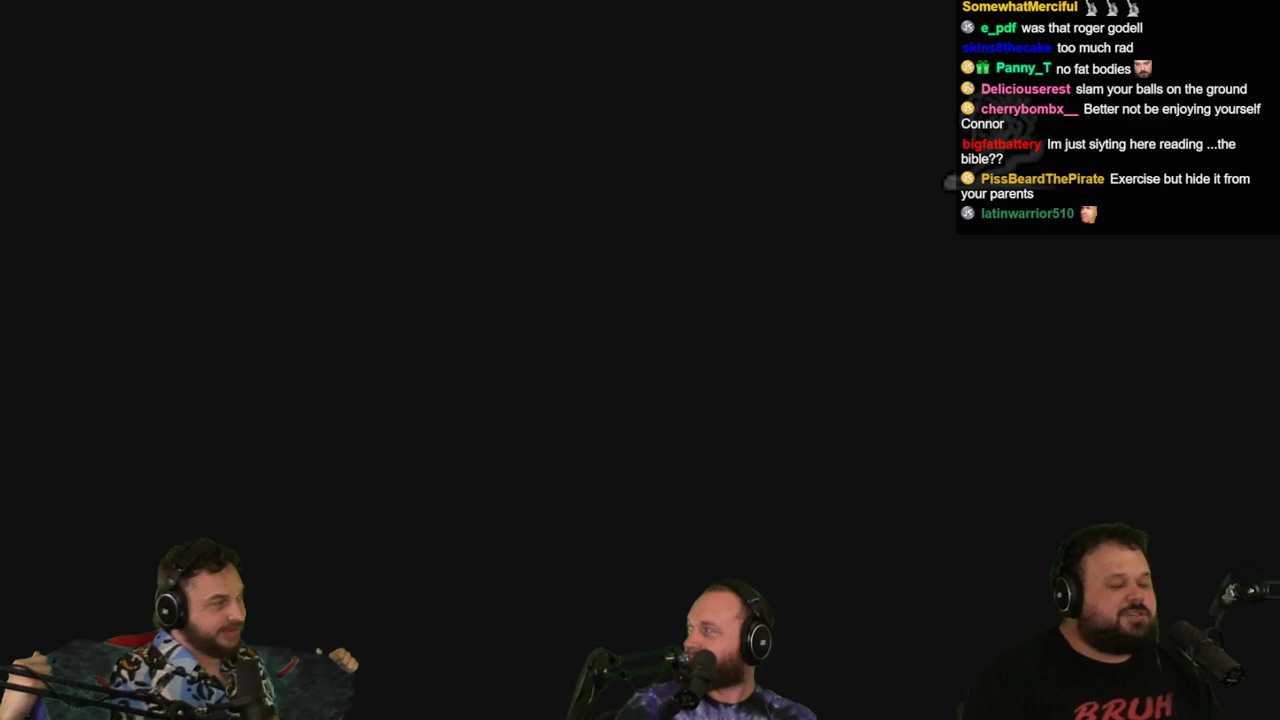 SomewhatMerciful
e_pdf was that roger godell
skins8thecake too much rad
Panny_T no fat bodies
Deliciouserest slam your balls on the ground
cherrybombx__ Better not be enjoying yourself
Connor
bigfatbattery Im just siyting here reading ...the
bible??
PissBeardThePirate Exercise but hide it from
your parents
latinwarrior510
BRUH